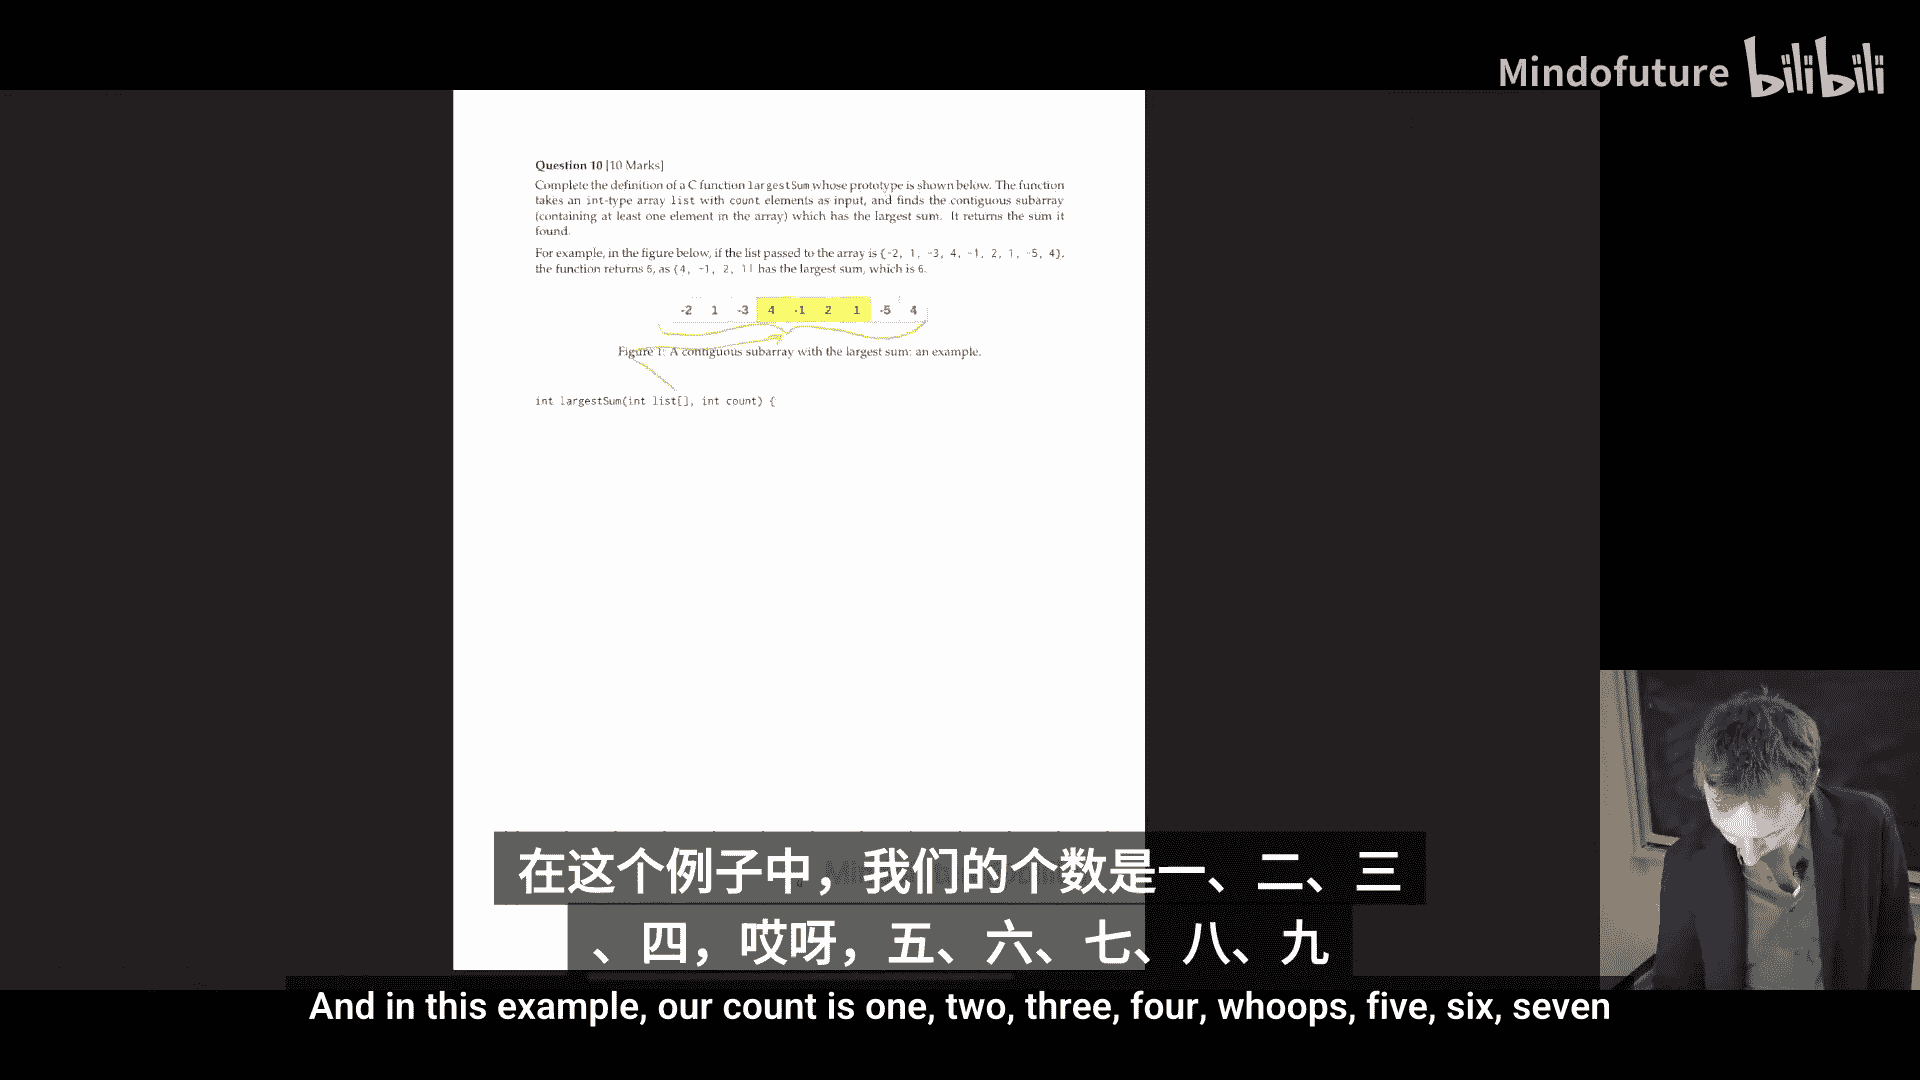 Mindofuture bilibili
Question 10 [10 Marks]
Complete the definition of a C function largestSum whose prototype is shown below. The function
takes an int-type array list with count elements as input, and finds the contiguous subarray
(containing at least one element in the array) which has the largest sum. It returns the sum it
found.
For example, in the figure below, if the list passed to the array is {-2, 1, -3, 4, -1, 2, 1, -5, 4},
the function returns 6, as {4, -1, 2, 1} has the largest sum, which is 6.
-2 1 -3 4 -1 2 1 -5 4
Figure 1: A contiguous subarray with the largest sum: an example.
int largestSum(int list[], int count) {
在这个例子中，我们的个数是一、二、三
、四，哎呀，五、六、七、八、九
And in this example, our count is one, two, three, four, whoops, five, six, seven